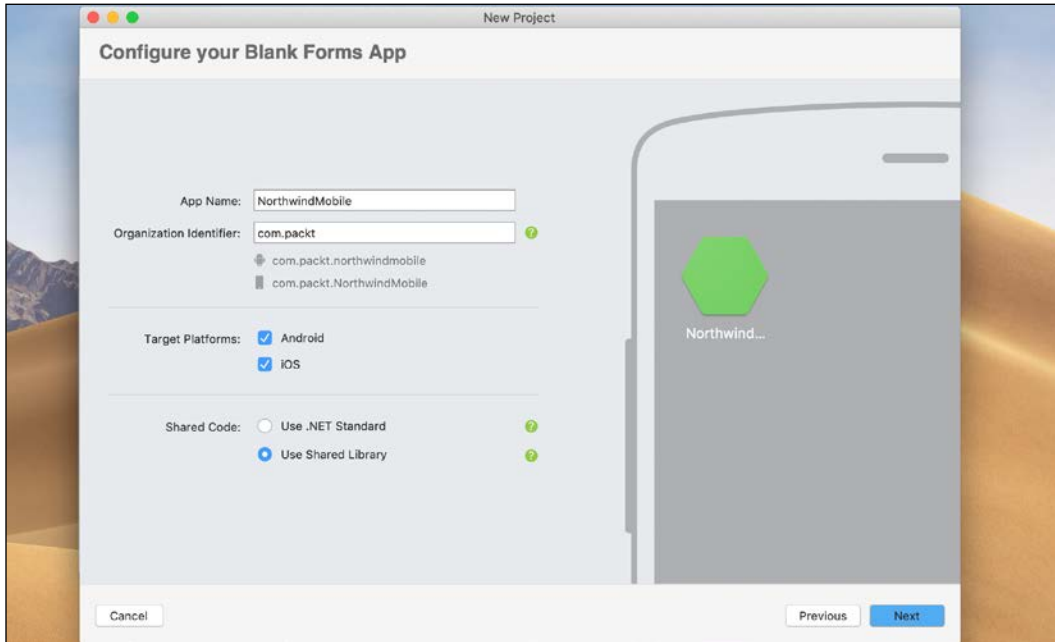 New Project
Configure your Blank Forms App
App Name: NorthwindMobile
Organization Identifier: com.packt
com.packt.northwindmobile
com.packt.NorthwindMobile
Target Platforms: Android
iOS
Shared Code: Use .NET Standard
Use Shared Library
Northwind...
Cancel Previous Next